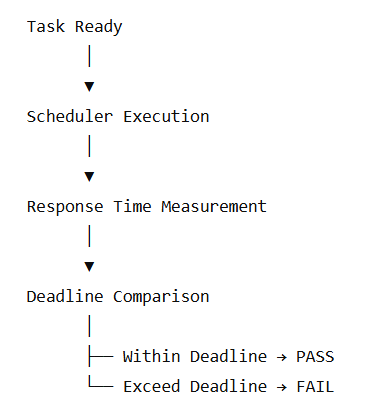 Task Ready
│
▼
Scheduler Execution
│
▼
Response Time Measurement
│
▼
Deadline Comparison
│
├── Within Deadline → PASS
└── Exceed Deadline → FAIL